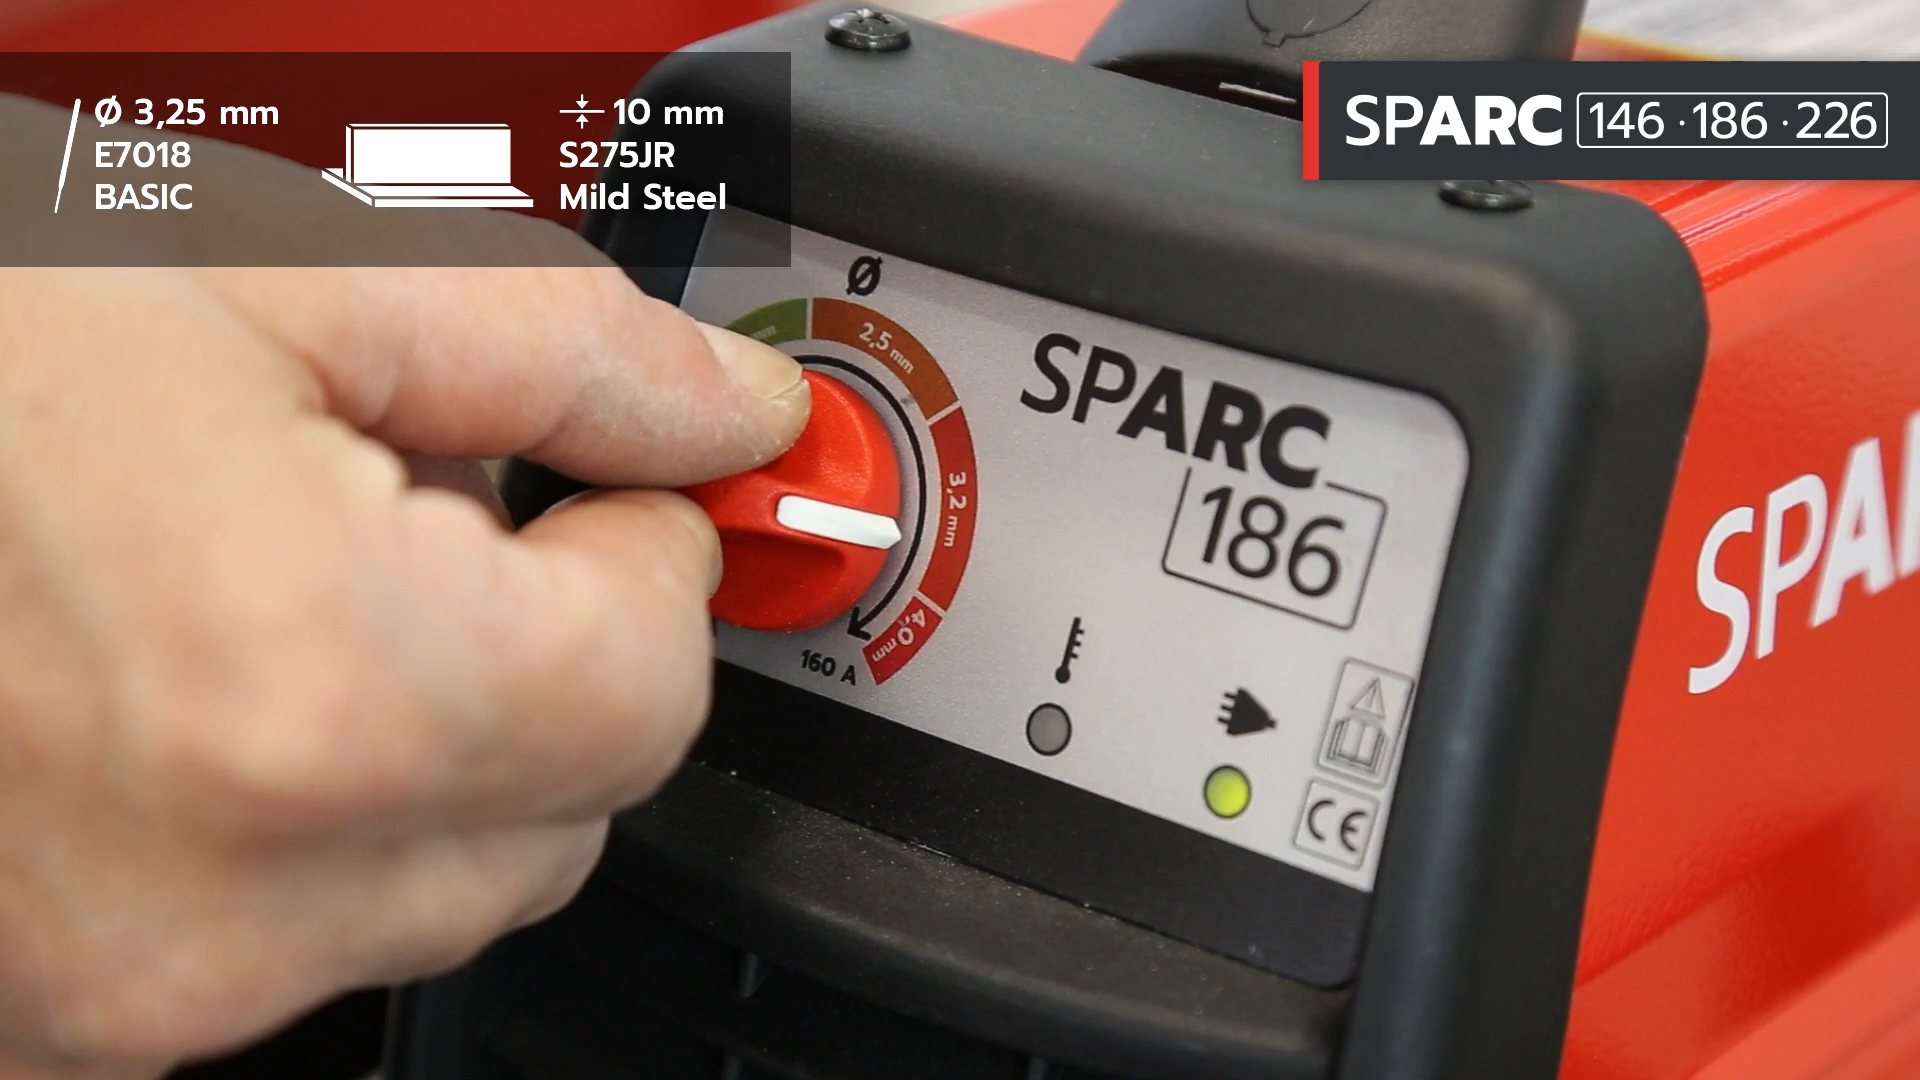 Ø 3,25 mm
E7018
BASIC
10 mm
S275JR
Mild Steel
SPARC 146 · 186 · 226
Ø
2,5 mm
3,2 mm
4,0 mm
160 A
SPARC
186
CE